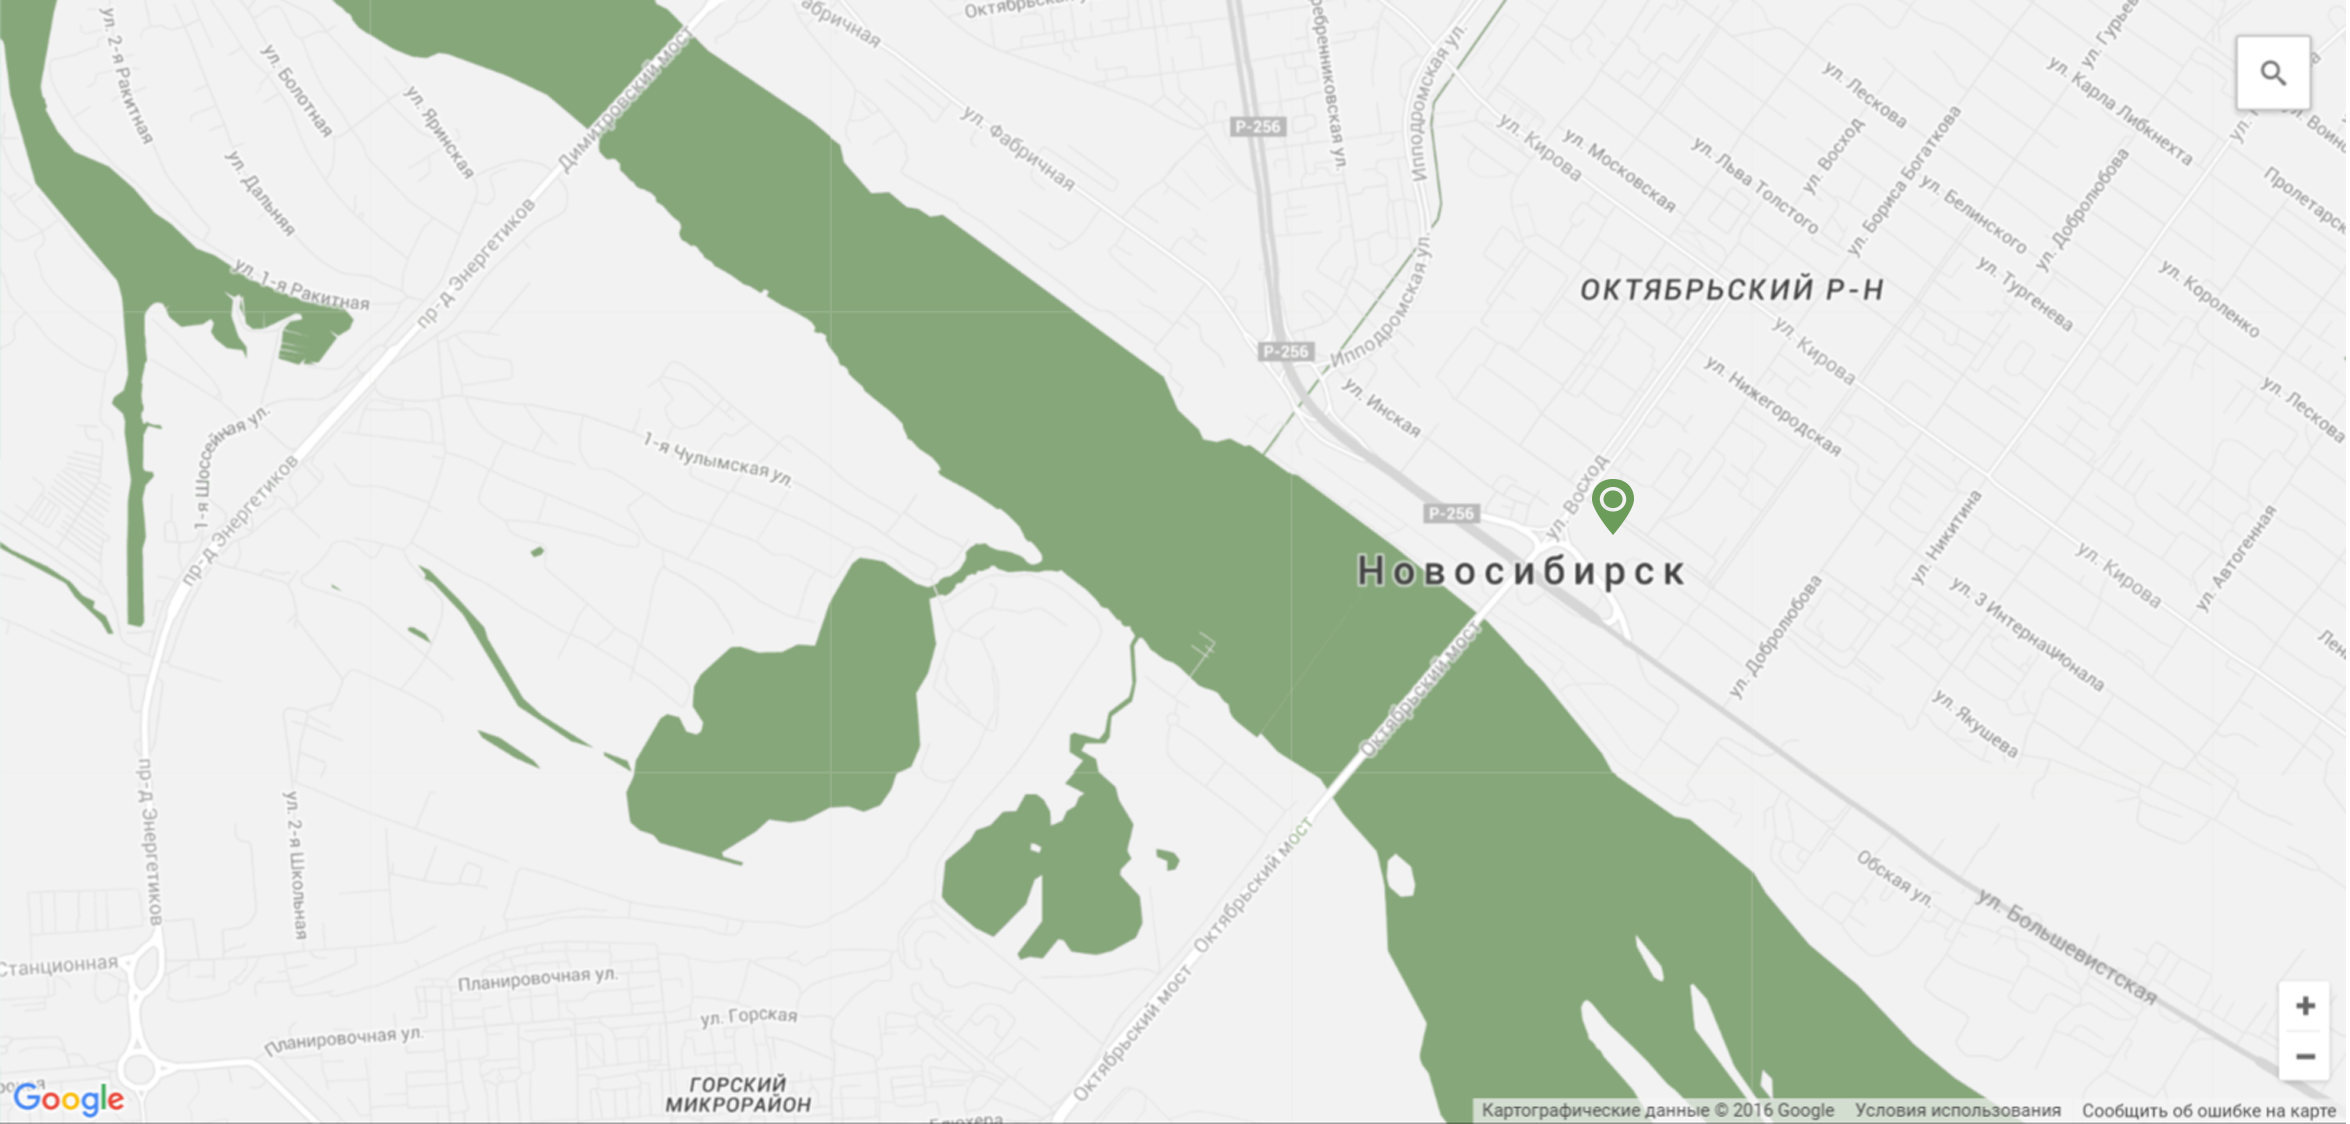 Октябрьская
ул. 2-я Ракитная
ул. Болотная
ул. Яринская
ул. Дальняя
Димитровский мост
ул. Фабричная
Р-256
Ипподромская ул.
ул. Кирова
ул. Московская
ул. Льва Толстого
ул. Лескова
ул. Восход
ул. Бориса Богаткова
ул. Белинского
ул. Добролюбова
ул. Карла Либкнехта
ул. Гурьев
ул. Тургенева
ул. Короленко
ул. 1-я Ракитная
пр-д Энергетиков
ОКТЯБРЬСКИЙ Р-Н
Р-256
Ипподромская ул.
ул. Инская
ул. Кирова
ул. Нижегородская
ул. Лескова
1-я Шоссейная ул.
1-я Чулымская ул.
пр-д Энергетиков
ул. Восход
Р-256
Новосибирск
ул. Никитина
ул. Автогенная
ул. Кирова
ул. 3 Интернационала
ул. Добролюбова
ул. Якушева
Октябрьский мост
пр-д Энергетиков
ул. 2-я Школьная
Октябрьский мост
Обская ул.
ул. Большевистская
Станционная
Планировочная ул.
Планировочная ул.
ул. Горская
Октябрьский мост
ГОРСКИЙ
МИКРОРАЙОН
Google
Картографические данные © 2016 Google Условия использования Сообщить об ошибке на карте